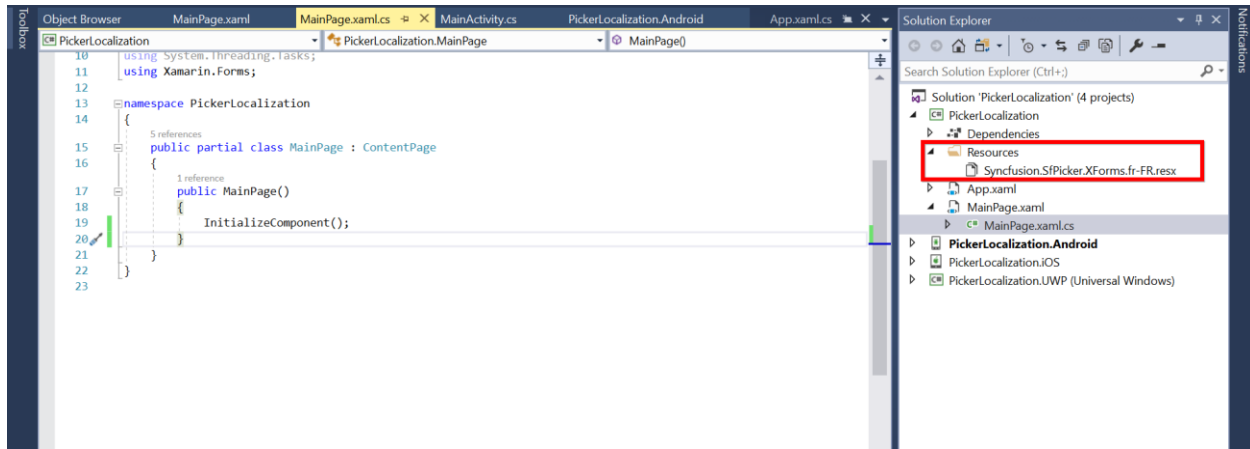 Toolbox
Object Browser MainPage.xaml MainPage.xaml.cs MainActivity.cs PickerLocalization.Android App.xaml.cs
PickerLocalization PickerLocalization.MainPage MainPage()
10 using System.Threading.Tasks;
11 using Xamarin.Forms;
12
13 namespace PickerLocalization
14 {
5 references
15 public partial class MainPage : ContentPage
16 {
1 reference
17 public MainPage()
18 {
19 InitializeComponent();
20 }
21 }
22 }
23
Solution Explorer
Search Solution Explorer (Ctrl+;)
Solution 'PickerLocalization' (4 projects)
C# PickerLocalization
Dependencies
Resources
Syncfusion.SfPicker.XForms.fr-FR.resx
App.xaml
MainPage.xaml
C# MainPage.xaml.cs
PickerLocalization.Android
PickerLocalization.iOS
C# PickerLocalization.UWP (Universal Windows)
Notifications